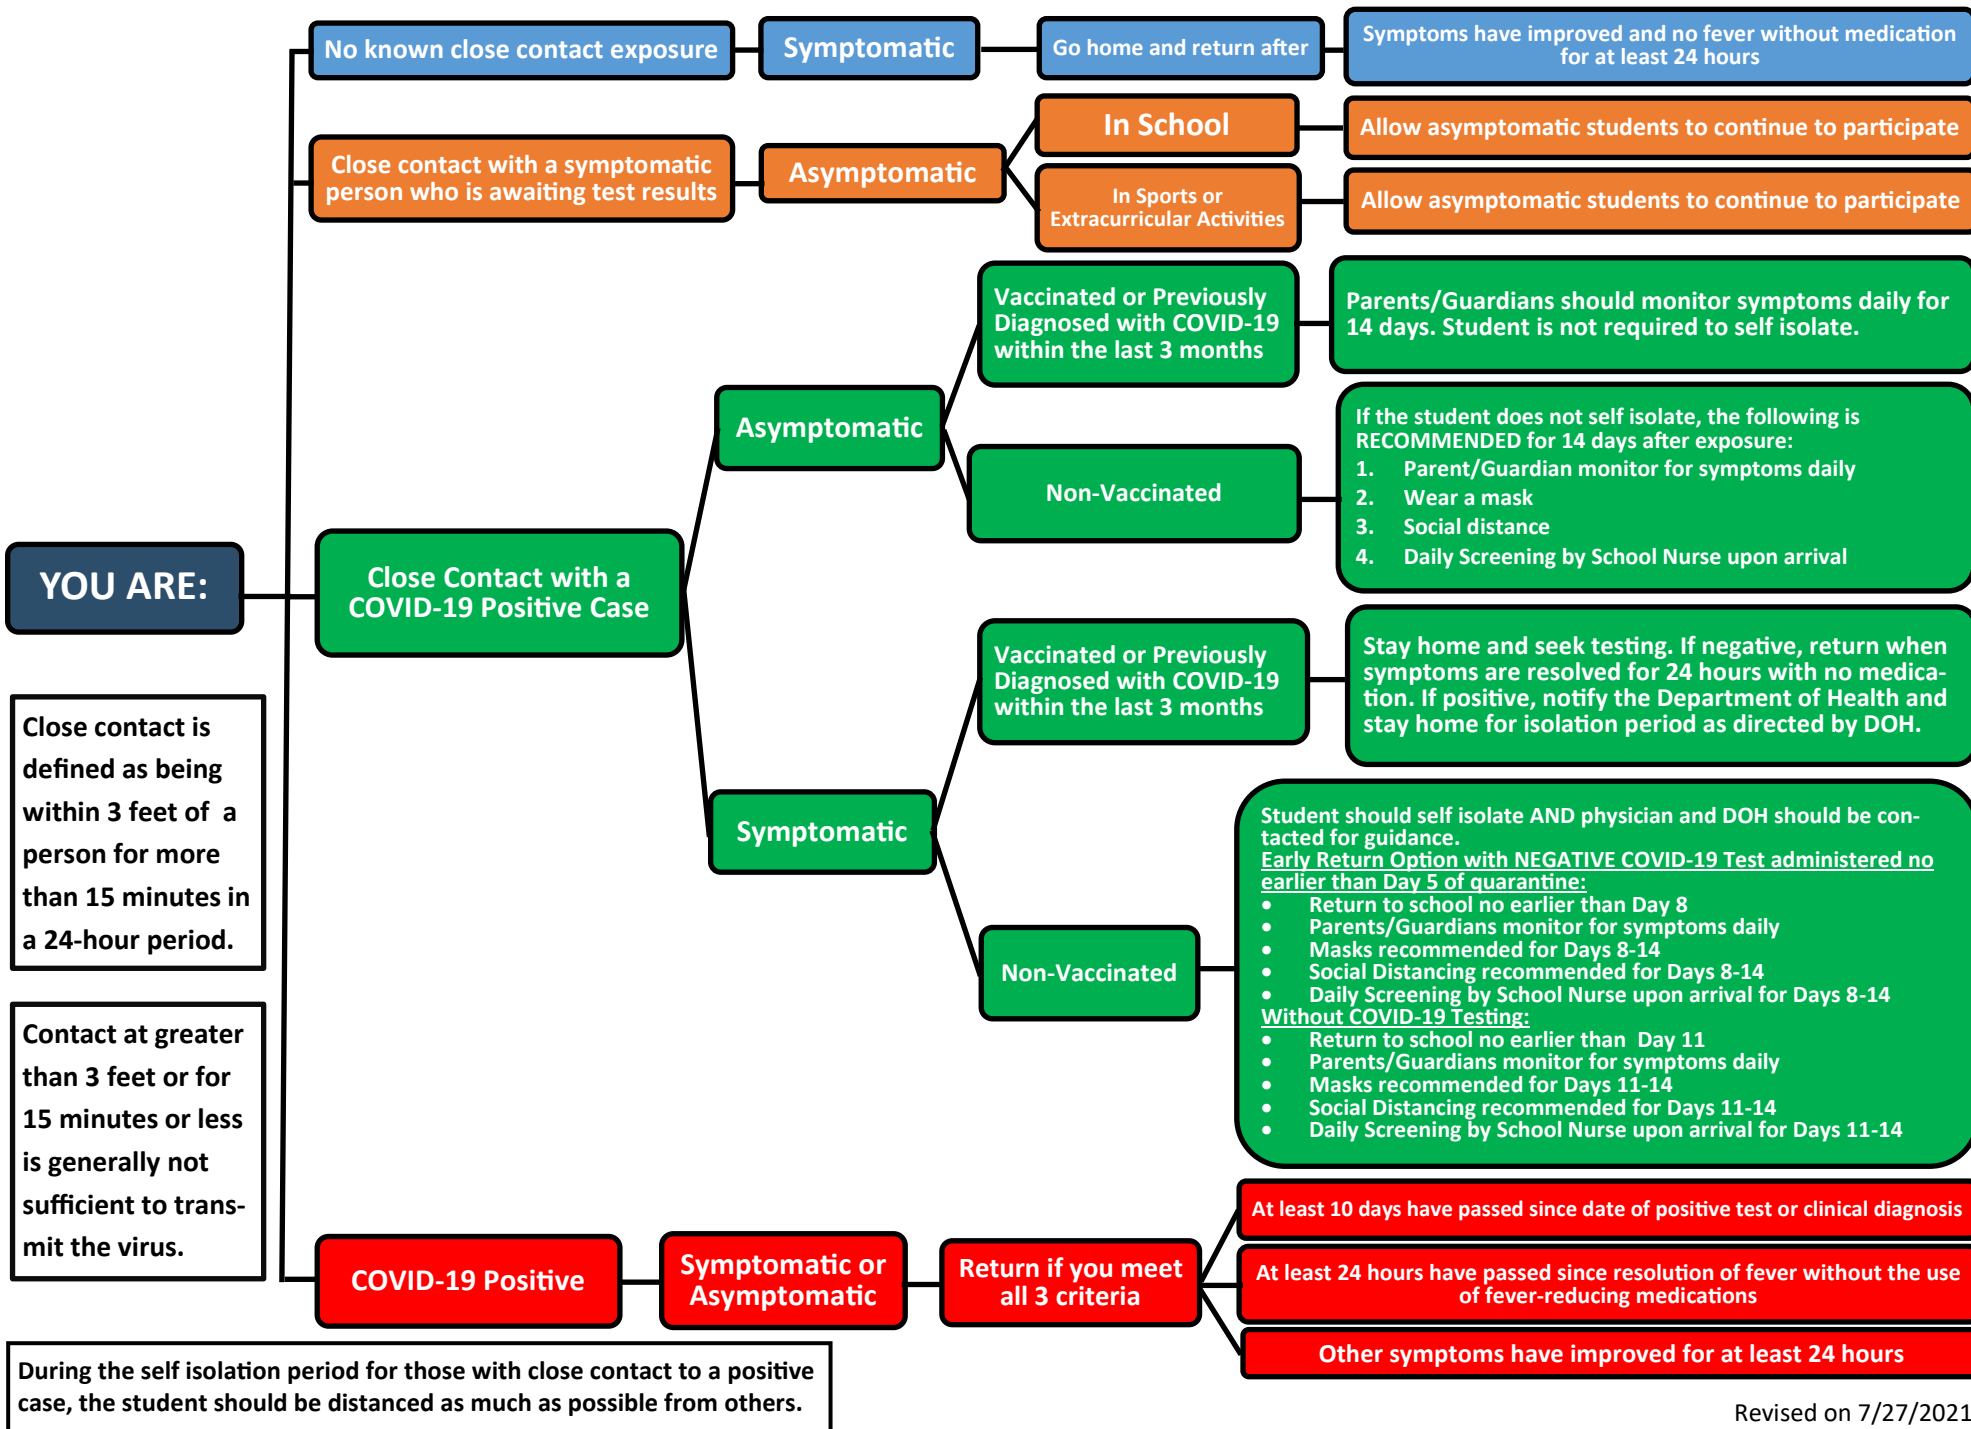 No known close contact exposure
Symptomatic
Go home and return after
Symptoms have improved and no fever without medication
for at least 24 hours
Close contact with a symptomatic
person who is awaiting test results
Asymptomatic
In School
Allow asymptomatic students to continue to participate
In Sports or
Extracurricular Activities
Allow asymptomatic students to continue to participate
YOU ARE:
Close Contact with a
COVID-19 Positive Case
Asymptomatic
Vaccinated or Previously
Diagnosed with COVID-19
within the last 3 months
Parents/Guardians should monitor symptoms daily for
14 days. Student is not required to self isolate.
Non-Vaccinated
If the student does not self isolate, the following is
RECOMMENDED for 14 days after exposure:
1. Parent/Guardian monitor for symptoms daily
2. Wear a mask
3. Social distance
4. Daily Screening by School Nurse upon arrival
Symptomatic
Vaccinated or Previously
Diagnosed with COVID-19
within the last 3 months
Stay home and seek testing. If negative, return when
symptoms are resolved for 24 hours with no medica-
tion. If positive, notify the Department of Health and
stay home for isolation period as directed by DOH.
Non-Vaccinated
Student should self isolate AND physician and DOH should be con-
tacted for guidance.
Early Return Option with NEGATIVE COVID-19 Test administered no
earlier than Day 5 of quarantine:
• Return to school no earlier than Day 8
• Parents/Guardians monitor for symptoms daily
• Masks recommended for Days 8-14
• Social Distancing recommended for Days 8-14
• Daily Screening by School Nurse upon arrival for Days 8-14
Without COVID-19 Testing:
• Return to school no earlier than Day 11
• Parents/Guardians monitor for symptoms daily
• Masks recommended for Days 11-14
• Social Distancing recommended for Days 11-14
• Daily Screening by School Nurse upon arrival for Days 11-14
Close contact is
defined as being
within 3 feet of a
person for more
than 15 minutes in
a 24-hour period.
Contact at greater
than 3 feet or for
15 minutes or less
is generally not
sufficient to trans-
mit the virus.
COVID-19 Positive
Symptomatic or
Asymptomatic
Return if you meet
all 3 criteria
At least 10 days have passed since date of positive test or clinical diagnosis
At least 24 hours have passed since resolution of fever without the use
of fever-reducing medications
Other symptoms have improved for at least 24 hours
During the self isolation period for those with close contact to a positive
case, the student should be distanced as much as possible from others.
Revised on 7/27/2021